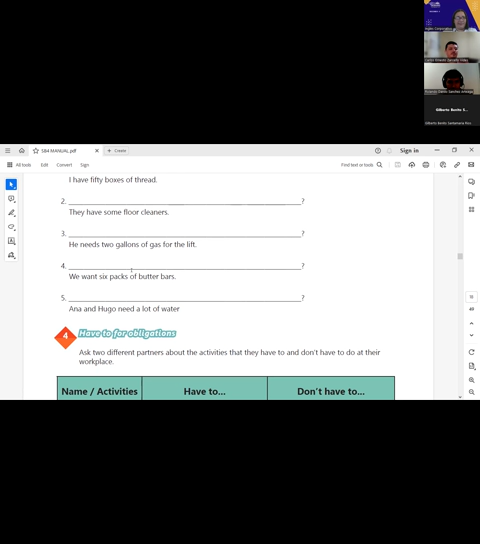 SB4 MANUAL.pdf
Create
Sign in
All tools
Edit
Convert
Sign
Find text or tools
I have fifty boxes of thread.
2. ?
They have some floor cleaners.
3. ?
He needs two gallons of gas for the lift.
4. ?
We want six packs of butter bars.
5. ?
Ana and Hugo need a lot of water
4 Have to for obligations
Ask two different partners about the activities that they have to and don't have to do at their
workplace.
Name / Activities
Have to...
Don't have to...
Gilberto Benito S...